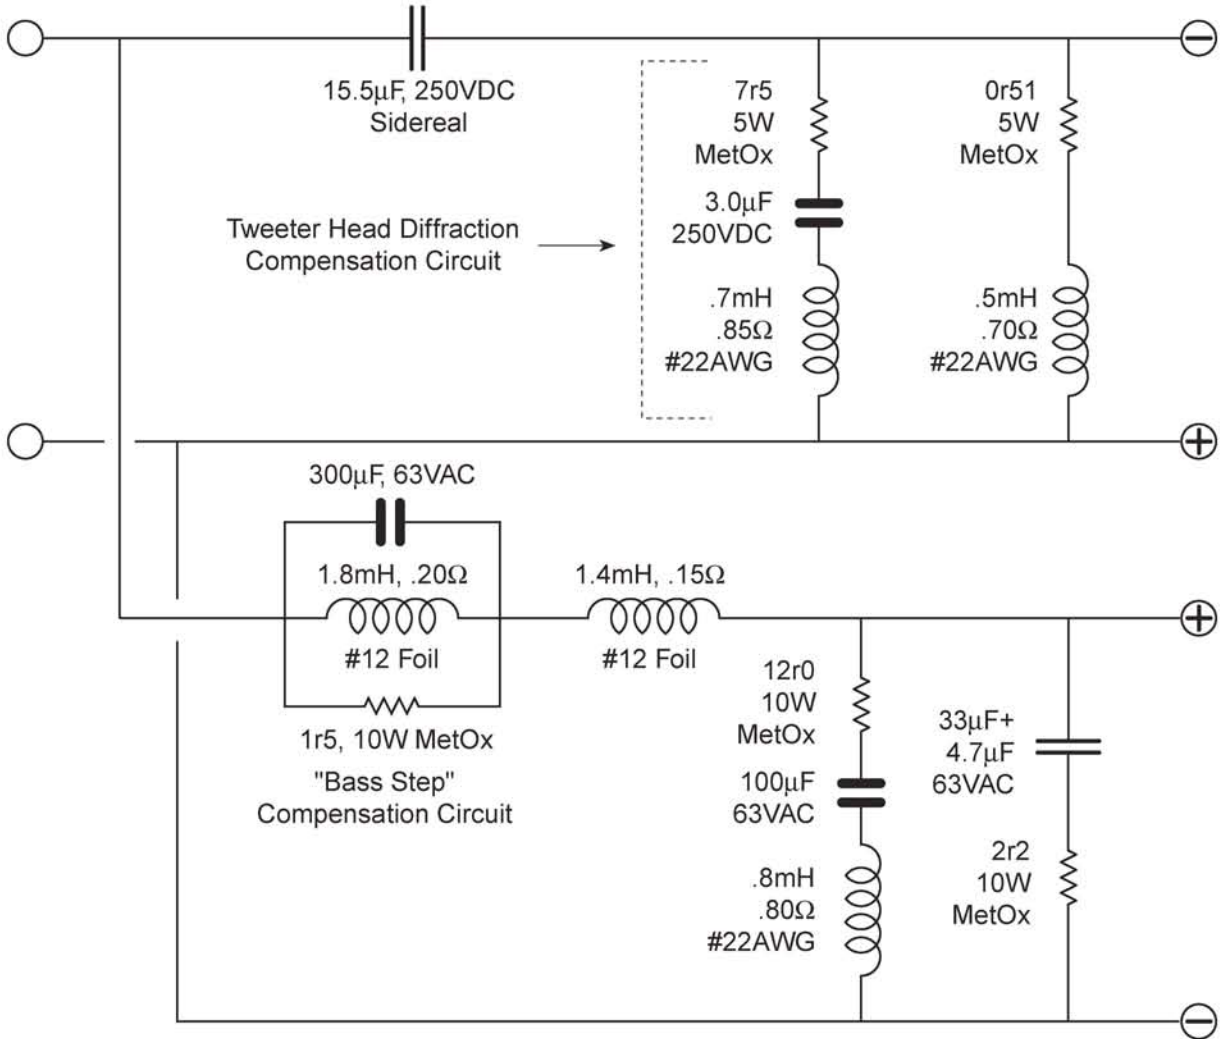 15.5µF, 250VDC
Sidereal
7r5
5W
MetOx
0r51
5W
MetOx
3.0µF
250VDC
Tweeter Head Diffraction
Compensation Circuit
.7mH
.85Ω
#22AWG
.5mH
.70Ω
#22AWG
300µF, 63VAC
1.8mH, .20Ω
#12 Foil
1.4mH, .15Ω
#12 Foil
1r5, 10W MetOx
"Bass Step"
Compensation Circuit
12r0
10W
MetOx
100µF
63VAC
33µF+
4.7µF
63VAC
.8mH
.80Ω
#22AWG
2r2
10W
MetOx